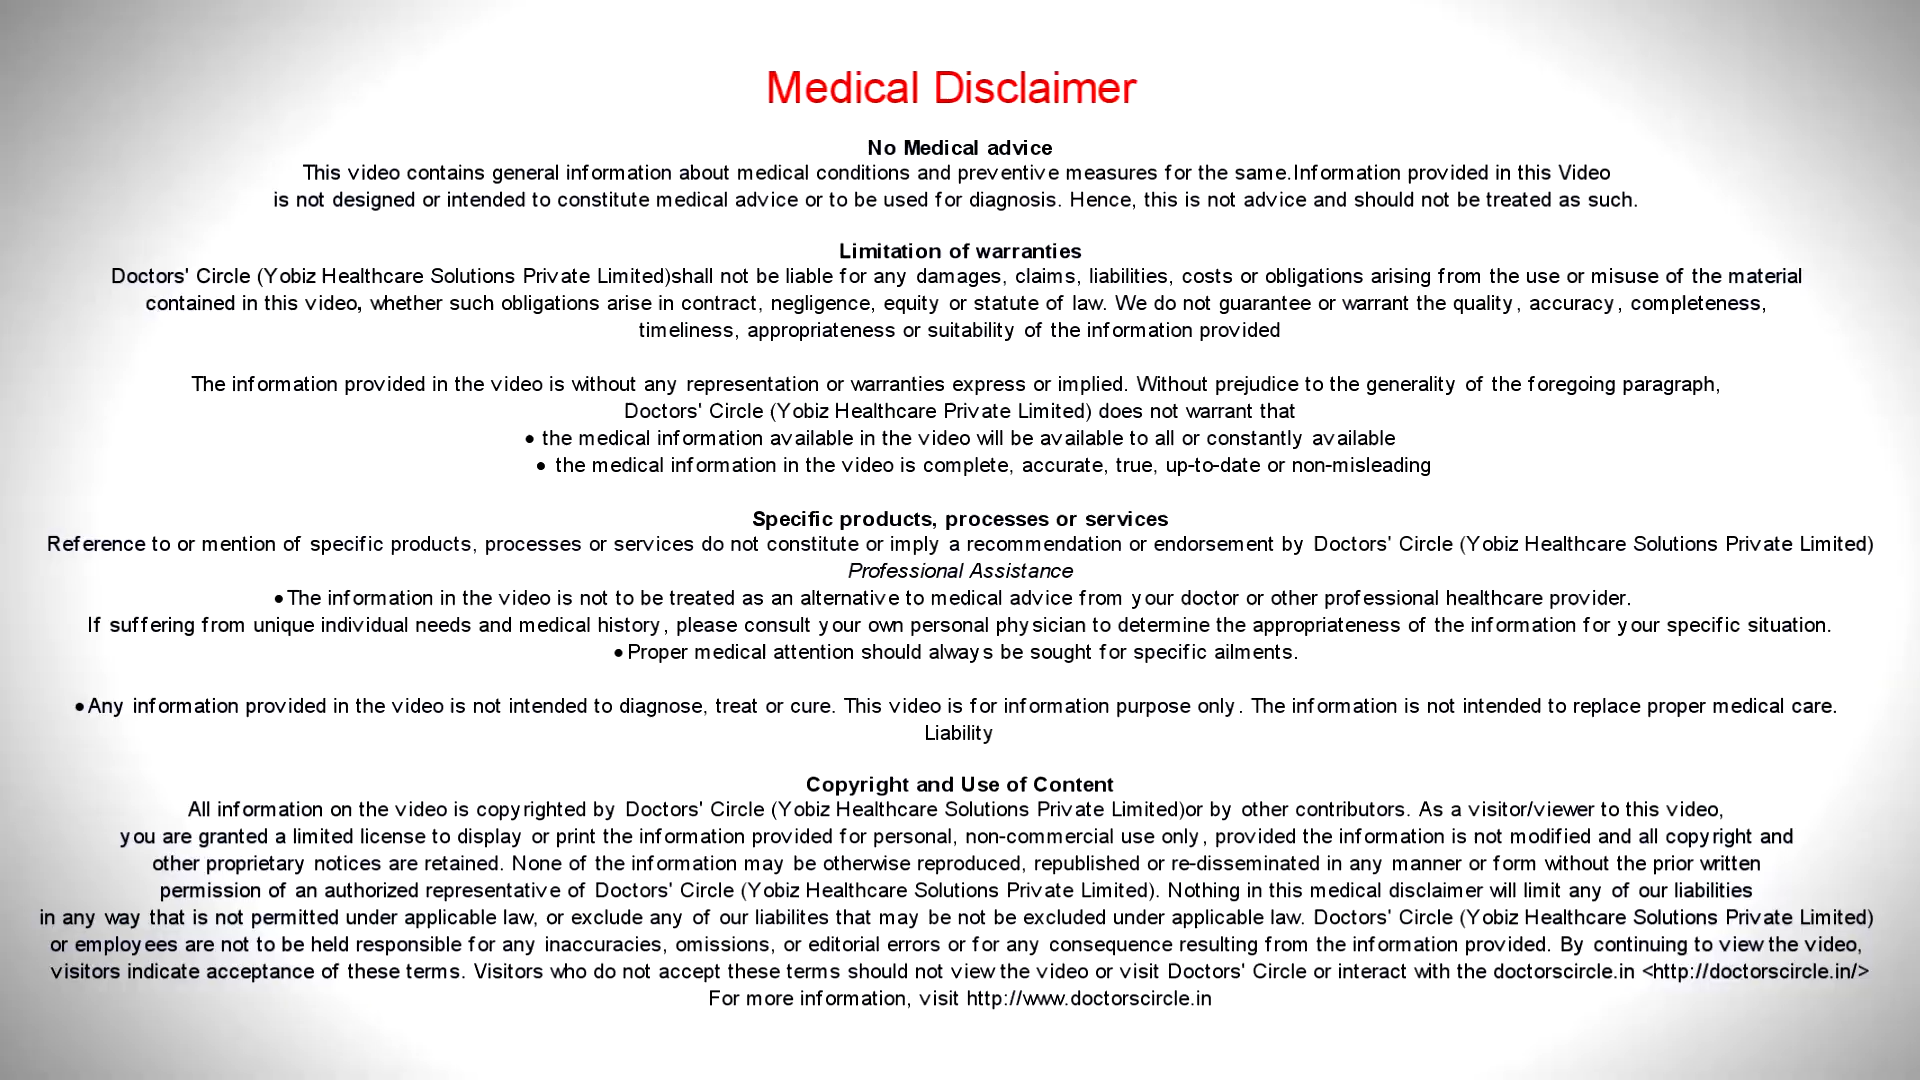 Medical Disclaimer
No Medical advice
This video contains general information about medical conditions and preventive measures for the same.Information provided in this Video
is not designed or intended to constitute medical advice or to be used for diagnosis. Hence, this is not advice and should not be treated as such.
Limitation of warranties
Doctors' Circle (Yobiz Healthcare Solutions Private Limited)shall not be liable for any damages, claims, liabilities, costs or obligations arising from the use or misuse of the material
contained in this video, whether such obligations arise in contract, negligence, equity or statute of law. We do not guarantee or warrant the quality, accuracy, completeness,
timeliness, appropriateness or suitability of the information provided
The information provided in the video is without any representation or warranties express or implied. Without prejudice to the generality of the foregoing paragraph,
Doctors' Circle (Yobiz Healthcare Private Limited) does not warrant that
• the medical information available in the video will be available to all or constantly available
• the medical information in the video is complete, accurate, true, up-to-date or non-misleading
Specific products, processes or services
Reference to or mention of specific products, processes or services do not constitute or imply a recommendation or endorsement by Doctors' Circle (Yobiz Healthcare Solutions Private Limited)
Professional Assistance
•The information in the video is not to be treated as an alternative to medical advice from your doctor or other professional healthcare provider.
If suffering from unique individual needs and medical history, please consult your own personal physician to determine the appropriateness of the information for your specific situation.
•Proper medical attention should always be sought for specific ailments.
•Any information provided in the video is not intended to diagnose, treat or cure. This video is for information purpose only. The information is not intended to replace proper medical care.
Liability
Copyright and Use of Content
All information on the video is copyrighted by Doctors' Circle (Yobiz Healthcare Solutions Private Limited)or by other contributors. As a visitor/viewer to this video,
you are granted a limited license to display or print the information provided for personal, non-commercial use only, provided the information is not modified and all copyright and
other proprietary notices are retained. None of the information may be otherwise reproduced, republished or re-disseminated in any manner or form without the prior written
permission of an authorized representative of Doctors' Circle (Yobiz Healthcare Solutions Private Limited). Nothing in this medical disclaimer will limit any of our liabilities
in any way that is not permitted under applicable law, or exclude any of our liabilites that may be not be excluded under applicable law. Doctors' Circle (Yobiz Healthcare Solutions Private Limited)
or employees are not to be held responsible for any inaccuracies, omissions, or editorial errors or for any consequence resulting from the information provided. By continuing to view the video,
visitors indicate acceptance of these terms. Visitors who do not accept these terms should not view the video or visit Doctors' Circle or interact with the doctorscircle.in <http://doctorscircle.in/>
For more information, visit http://www.doctorscircle.in